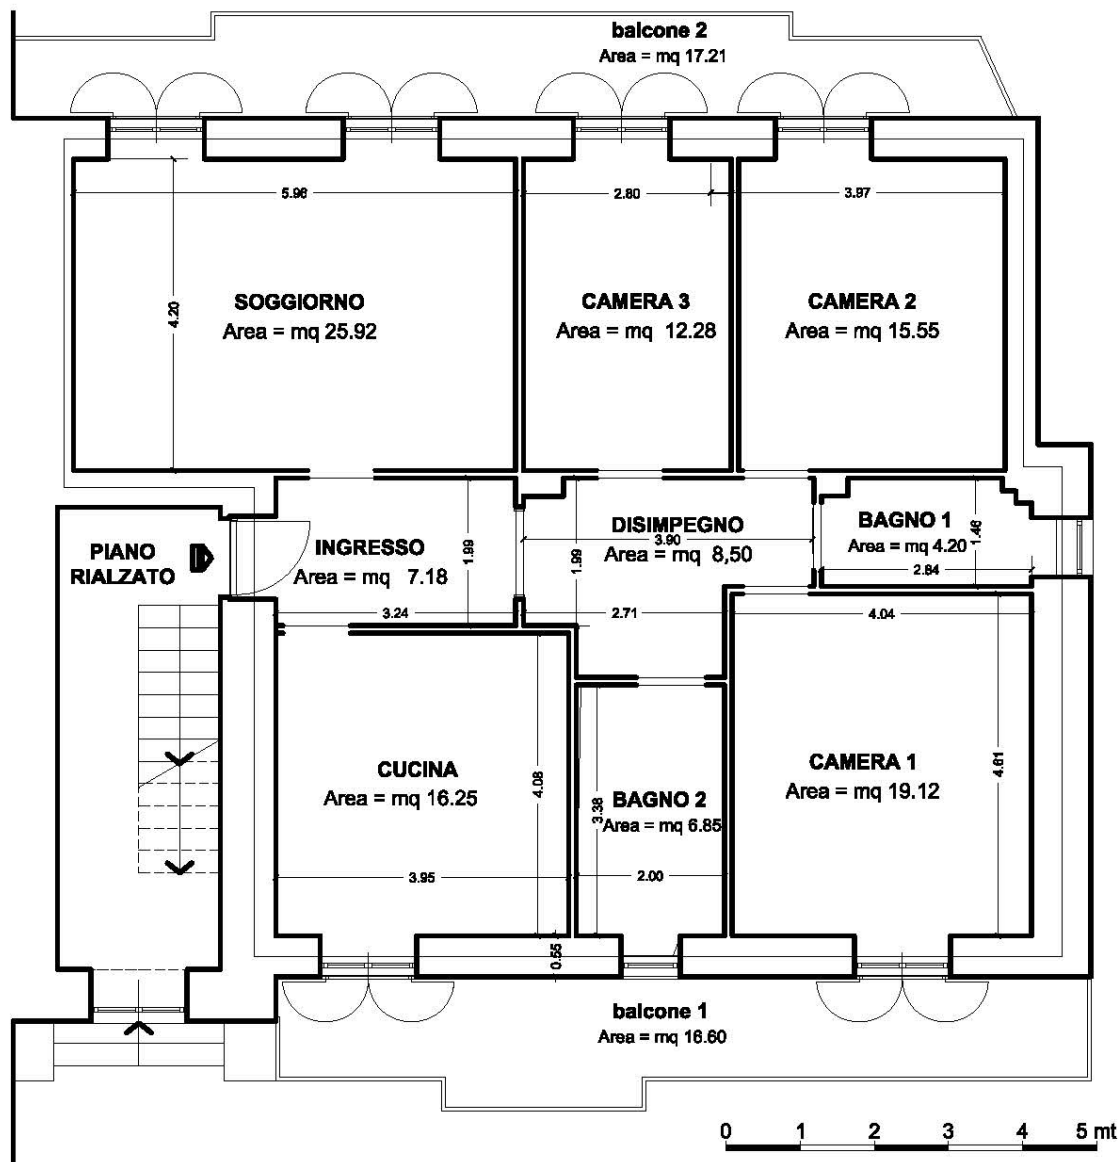 balcone 2
Area = mq 17.21
5.96
2.80
3.97
4.20
SOGGIORNO
Area = mq 25.92
CAMERA 3
Area = mq 12.28
CAMERA 2
Area = mq 15.55
PIANO
RIALZATO
INGRESSO
Area = mq 7.18
1.99
3.24
DISIMPEGNO
3.90
Area = mq 8,50
1.99
2.71
BAGNO 1
Area = mq 4.20
1.46
2.84
4.04
CUCINA
Area = mq 16.25
4.08
3.95
BAGNO 2
Area = mq 6.85
3.38
2.00
CAMERA 1
Area = mq 19.12
4.61
0.55
balcone 1
Area = mq 16.60
0 1 2 3 4 5 mt